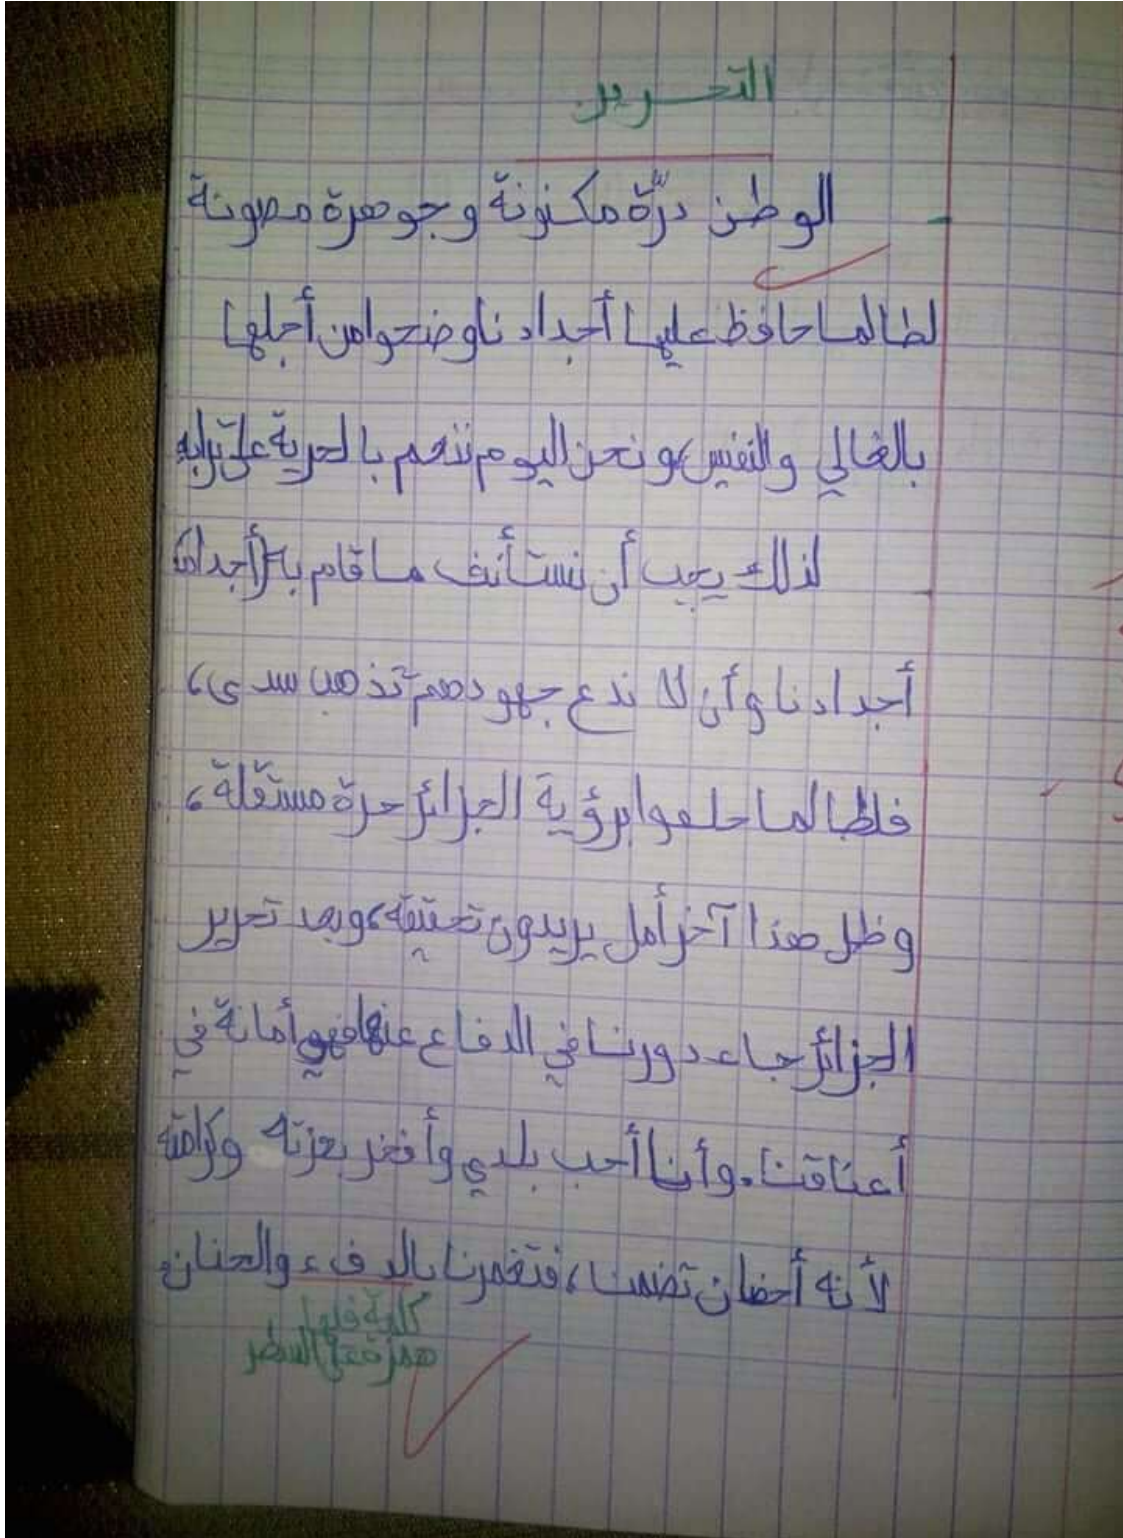 التحرير
- الوطن درّة مكنونة وجوهرة مصونة
لطالما حافظ عليها أجدادنا وضحوا من أجلها
بالغالي والنفيس، ونحن اليوم ننعم بالحرية على ترابه
- لذلك يجب أن نستأنف ما قام به (أجدادنا)
أجدادنا وأن لا ندع جهودهم تذهب سدى،
فلطالما حلموا برؤية الجزائر حرة مستقلة،
وظل هذا آخر أمل يريدون تحقيقه، وبعد تحرير
الجزائر جاء دورنا في الدفاع عنها فهي أمانة في
أعناقنا. وأنا أحب بلدي وأفخر بعزته وكرامته
لأنه أحضان تضمنا، فتغمرنا بالدفء والحنان.
كلمة فيها
همزة على السطر